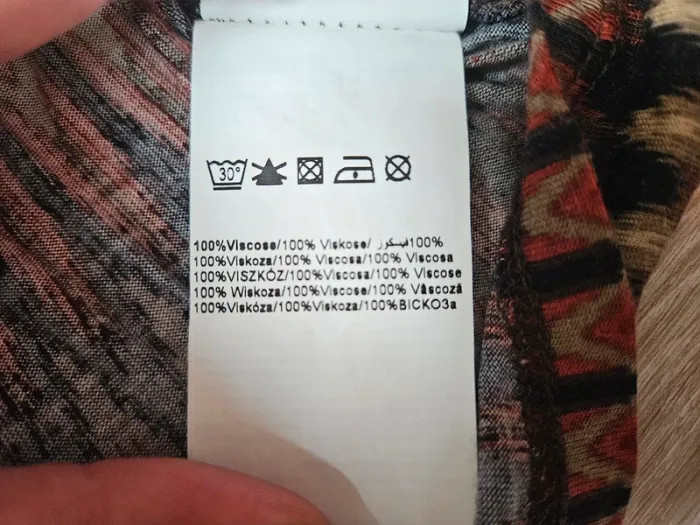 30°
100%Viscose/100% Viskose/ فيسكوز100%
100%Viskoza/100% Viscosa/100% Viscosa
100%VISZKÓZ/100%Viscosa/100% Viscose
100% Wiskoza/100%Viscose/100% Vâscoză
100%Viskóza/100%Viskoza/100%BICKO3a